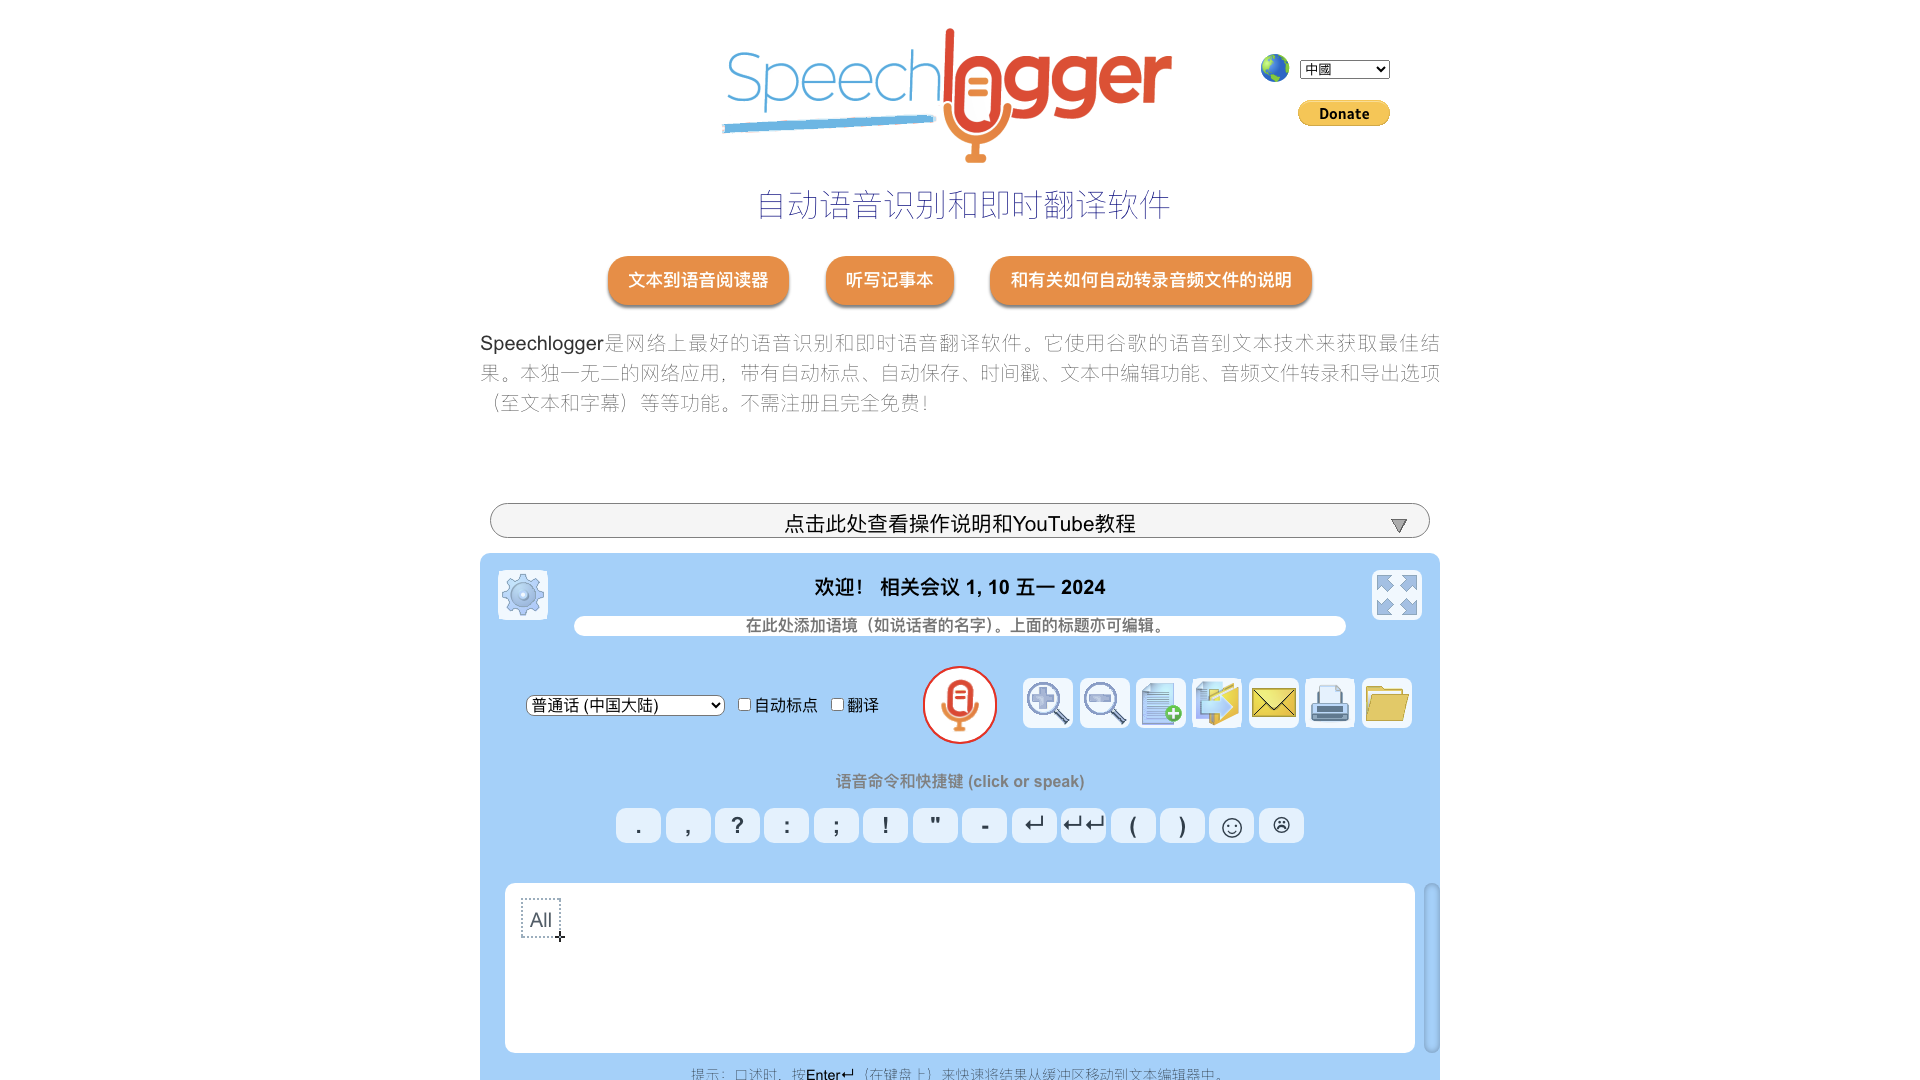 Speechlogger
中國
Donate
自动语音识别和即时翻译软件
文本到语音阅读器
听写记事本
和有关如何自动转录音频文件的说明
Speechlogger是网络上最好的语音识别和即时语音翻译软件。它使用谷歌的语音到文本技术来获取最佳结
果。本独一无二的网络应用，带有自动标点、自动保存、时间戳、文本中编辑功能、音频文件转录和导出选项
（至文本和字幕）等等功能。不需注册且完全免费！
点击此处查看操作说明和YouTube教程
欢迎！ 相关会议 1, 10 五一 2024
在此处添加语境（如说话者的名字）。上面的标题亦可编辑。
普通话 (中国大陆)
自动标点
翻译
语音命令和快捷键 (click or speak)
. , ? : ; ! " - ↵ ↵↵ ( ) ☺ ☹
All
提示：口述时，按Enter↵（在键盘上）来快速将结果从缓冲区移动到文本编辑器中。